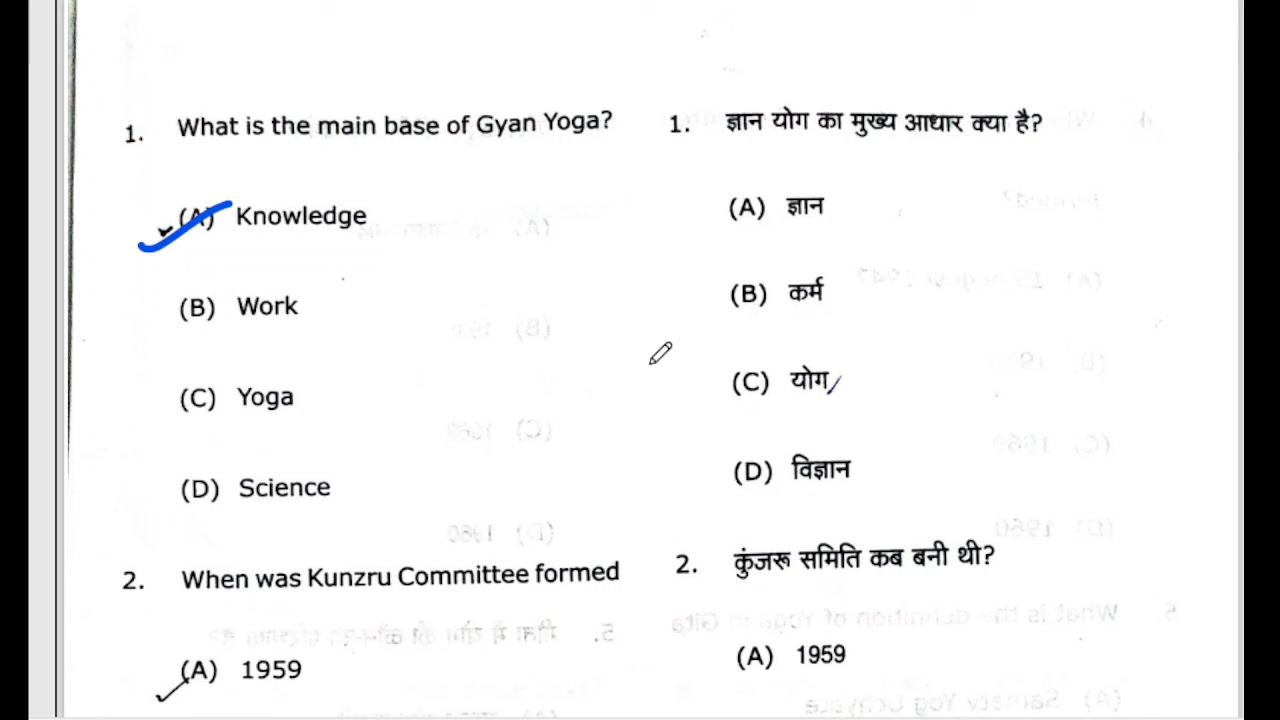 1. What is the main base of Gyan Yoga?
(A) Knowledge
(B) Work
(C) Yoga
(D) Science
2. When was Kunzru Committee formed
(A) 1959
1. ज्ञान योग का मुख्य आधार क्या है?
(A) ज्ञान
(B) कर्म
(C) योग
(D) विज्ञान
2. कुंजरू समिति कब बनी थी?
(A) 1959